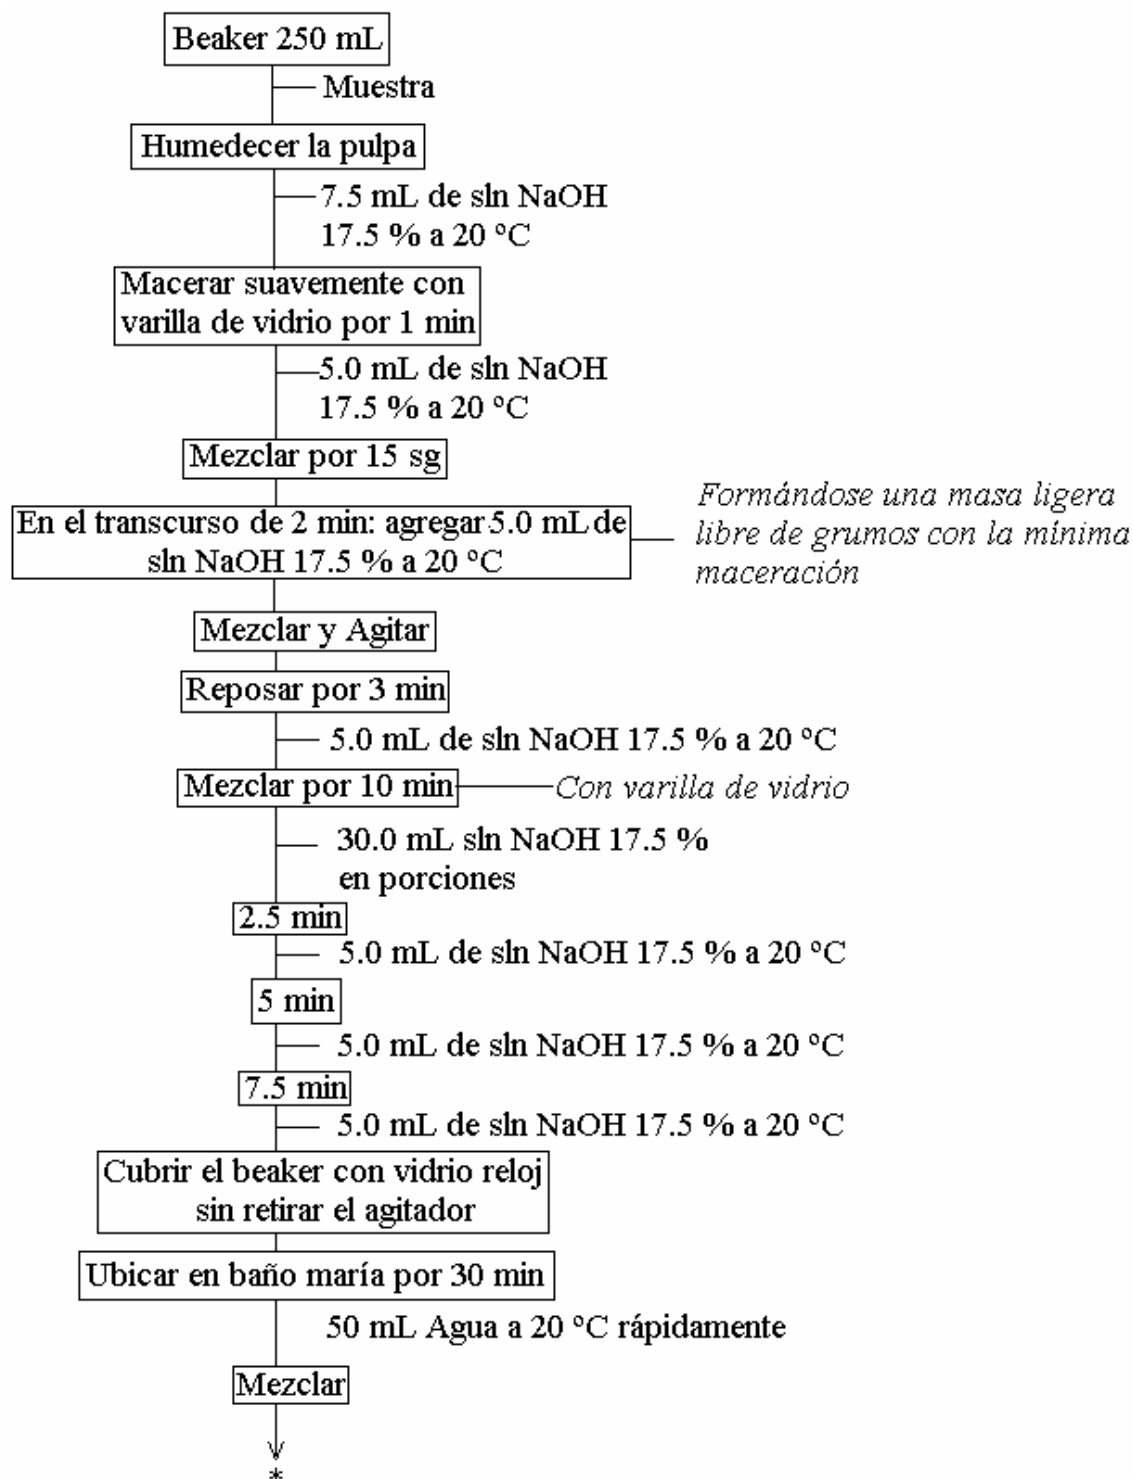 Beaker 250 mL
Muestra
Humedecer la pulpa
7.5 mL de sln NaOH
17.5 % a 20 ºC
Macerar suavemente con
varilla de vidrio por 1 min
5.0 mL de sln NaOH
17.5 % a 20 ºC
Mezclar por 15 sg
En el transcurso de 2 min: agregar 5.0 mL de
sln NaOH 17.5 % a 20 ºC
Formándose una masa ligera
libre de grumos con la mínima
maceración
Mezclar y Agitar
Reposar por 3 min
5.0 mL de sln NaOH 17.5 % a 20 ºC
Mezclar por 10 min
Con varilla de vidrio
30.0 mL sln NaOH 17.5 %
en porciones
2.5 min
5.0 mL de sln NaOH 17.5 % a 20 ºC
5 min
5.0 mL de sln NaOH 17.5 % a 20 ºC
7.5 min
5.0 mL de sln NaOH 17.5 % a 20 ºC
Cubrir el beaker con vidrio reloj
sin retirar el agitador
Ubicar en baño maría por 30 min
50 mL Agua a 20 ºC rápidamente
Mezclar
*